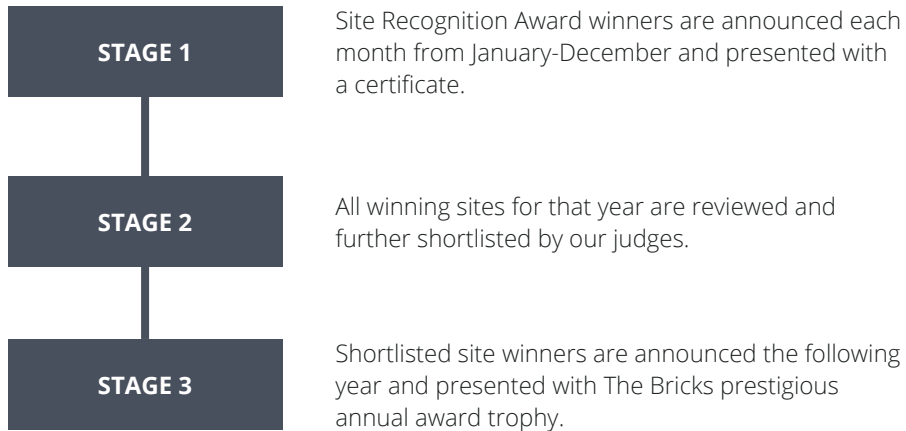 STAGE 1
Site Recognition Award winners are announced each
month from January-December and presented with
a certificate.
STAGE 2
All winning sites for that year are reviewed and
further shortlisted by our judges.
STAGE 3
Shortlisted site winners are announced the following
year and presented with The Bricks prestigious
annual award trophy.